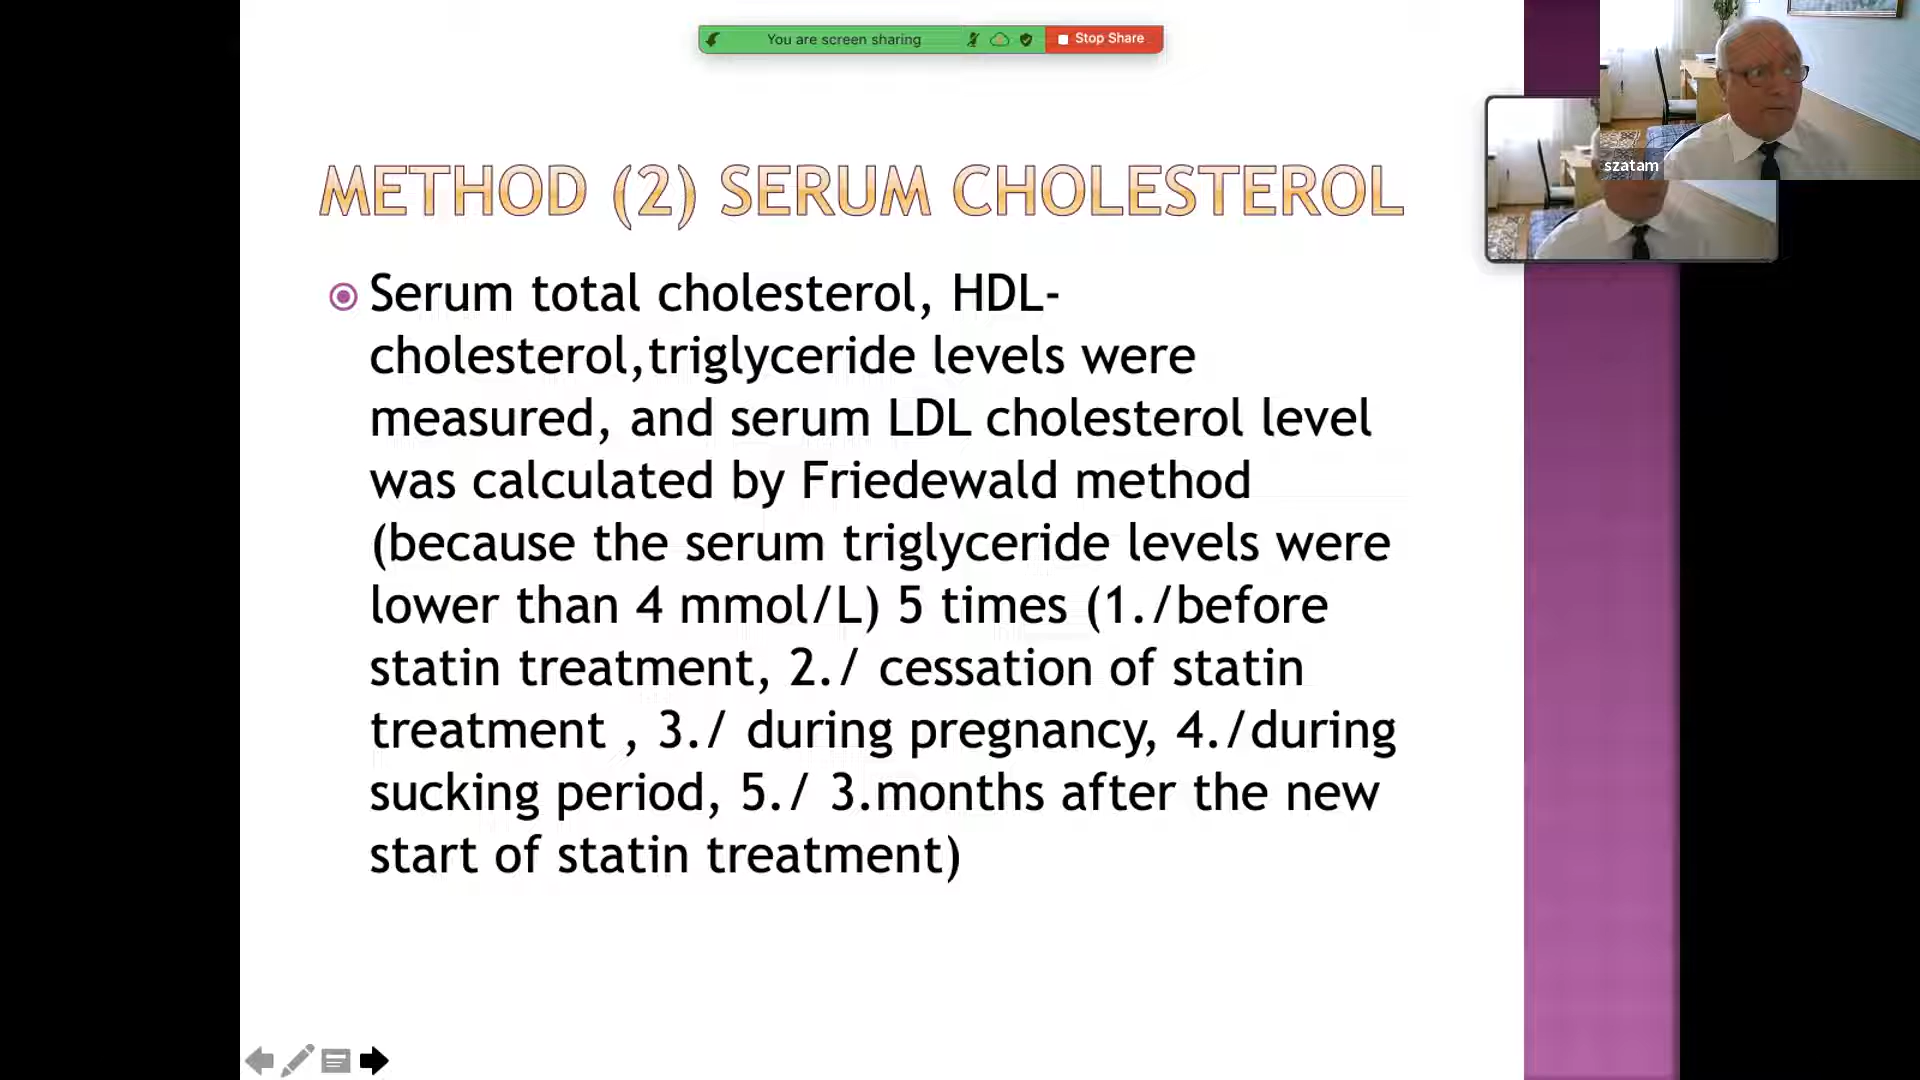 You are screen sharing
Stop Share
szatam
METHOD (2) SERUM CHOLESTEROL
Serum total cholesterol, HDL-
cholesterol,triglyceride levels were
measured, and serum LDL cholesterol level
was calculated by Friedewald method
(because the serum triglyceride levels were
lower than 4 mmol/L) 5 times (1./before
statin treatment, 2./ cessation of statin
treatment , 3./ during pregnancy, 4./during
sucking period, 5./ 3.months after the new
start of statin treatment)